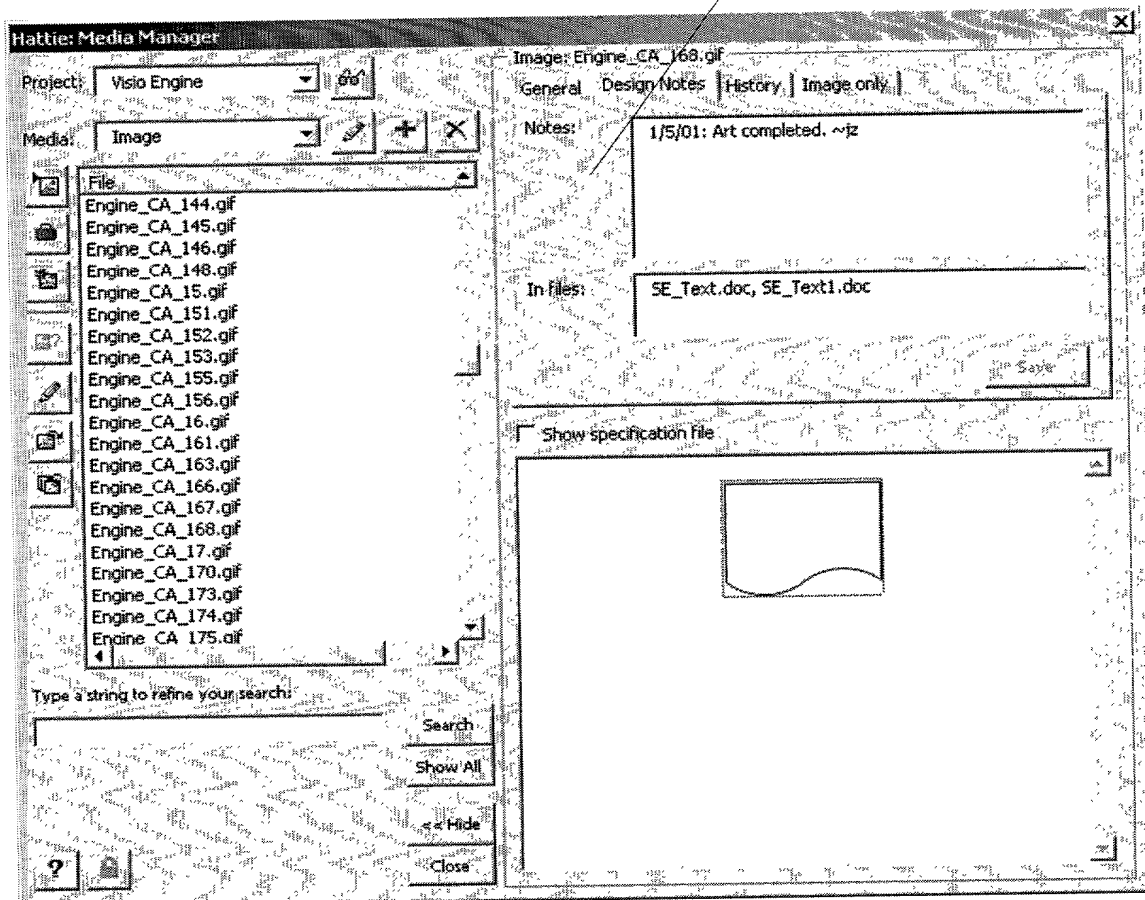 Hattie: Media Manager
Project: Visio Engine
Media: Image
File
Engine_CA_144.gif
Engine_CA_145.gif
Engine_CA_146.gif
Engine_CA_148.gif
Engine_CA_15.gif
Engine_CA_151.gif
Engine_CA_152.gif
Engine_CA_153.gif
Engine_CA_155.gif
Engine_CA_156.gif
Engine_CA_16.gif
Engine_CA_161.gif
Engine_CA_163.gif
Engine_CA_166.gif
Engine_CA_167.gif
Engine_CA_168.gif
Engine_CA_17.gif
Engine_CA_170.gif
Engine_CA_173.gif
Engine_CA_174.gif
Engine_CA_175.gif
Type a string to refine your search:
Search
Show All
<< Hide
Close
?
Image: Engine_CA_168.gif
General Design Notes History Image only
Notes: 1/5/01: Art completed. ~jz
In files: SE_Text.doc, SE_Text1.doc
Save
Show specification file